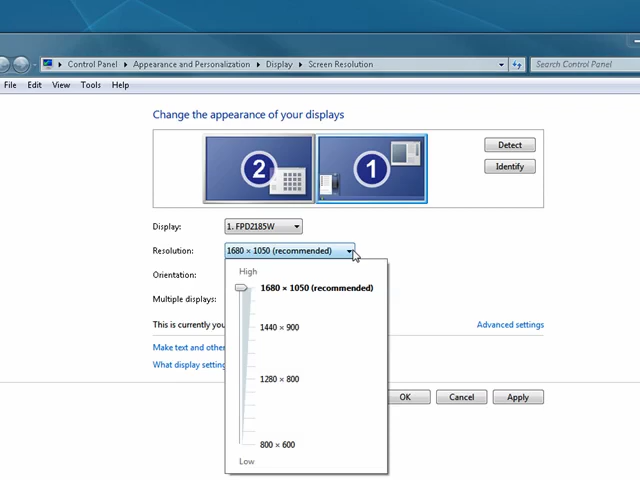 Control Panel Appearance and Personalization Display Screen Resolution Search Control Panel
File Edit View Tools Help
Change the appearance of your displays
2 1
Detect
Identify
Display: 1. FPD2185W
Resolution: 1680 × 1050 (recommended)
High
Orientation:
1680 × 1050 (recommended)
Multiple displays:
This is currently you Advanced settings
1440 × 900
Make text and other
What display setting
1280 × 800
OK Cancel Apply
800 × 600
Low